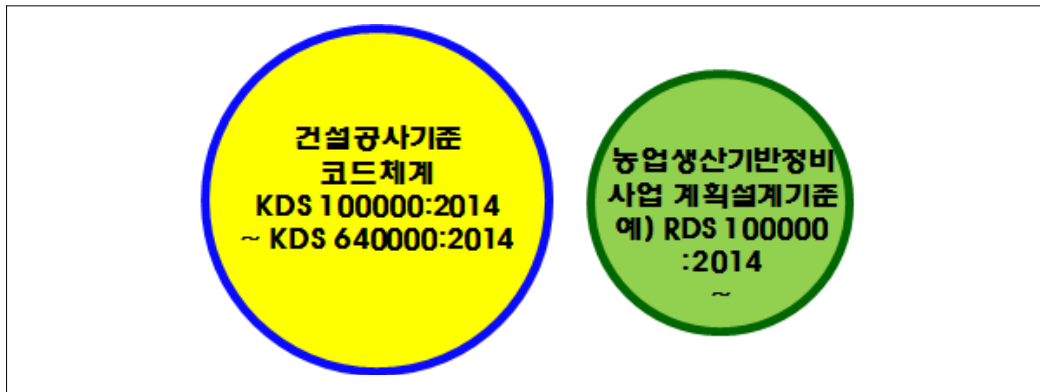 건설공사기준
코드체계
KDS 100000:2014
~ KDS 640000:2014
농업생산기반정비
사업 계획설계기준
예) RDS 100000
:2014
~